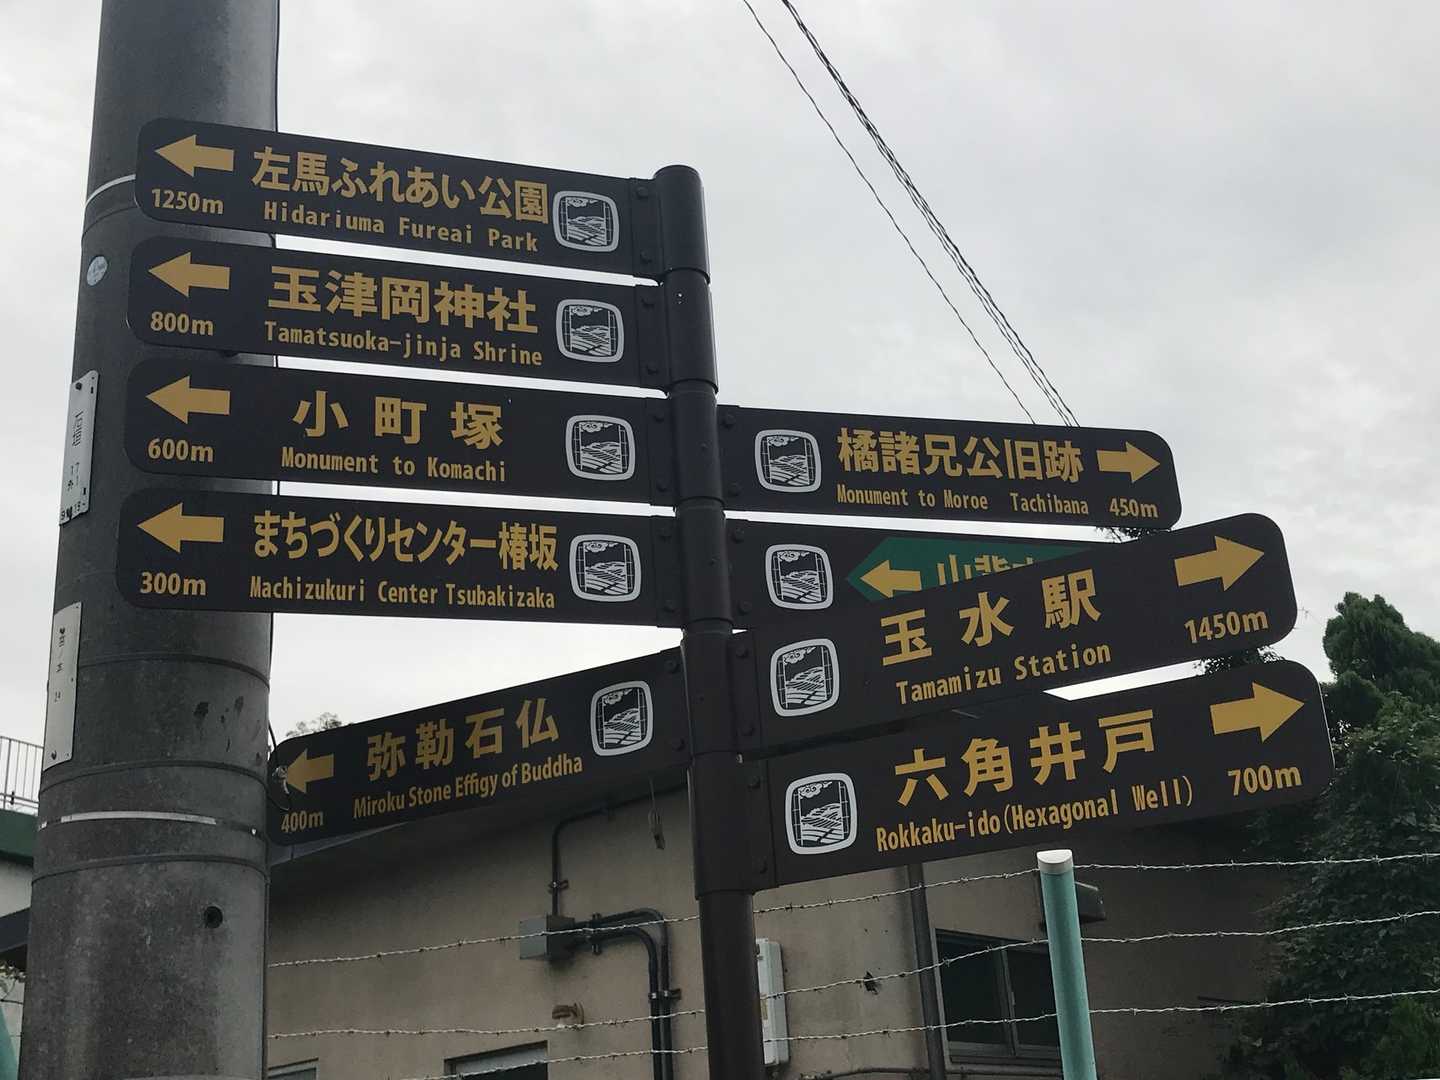 左馬ふれあい公園
1250m Hidariuma Fureai Park
玉津岡神社
800m Tamatsuoka-jinja Shrine
小町塚
600m Monument to Komachi
まちづくりセンター椿坂
300m Machizukuri Center Tsubakizaka
弥勒石仏
400m Miroku Stone Effigy of Buddha
橘諸兄公旧跡
Monument to Moroe Tachibana 450m
玉水駅
Tamamizu Station 1450m
六角井戸
Rokkaku-ido(Hexagonal Well) 700m